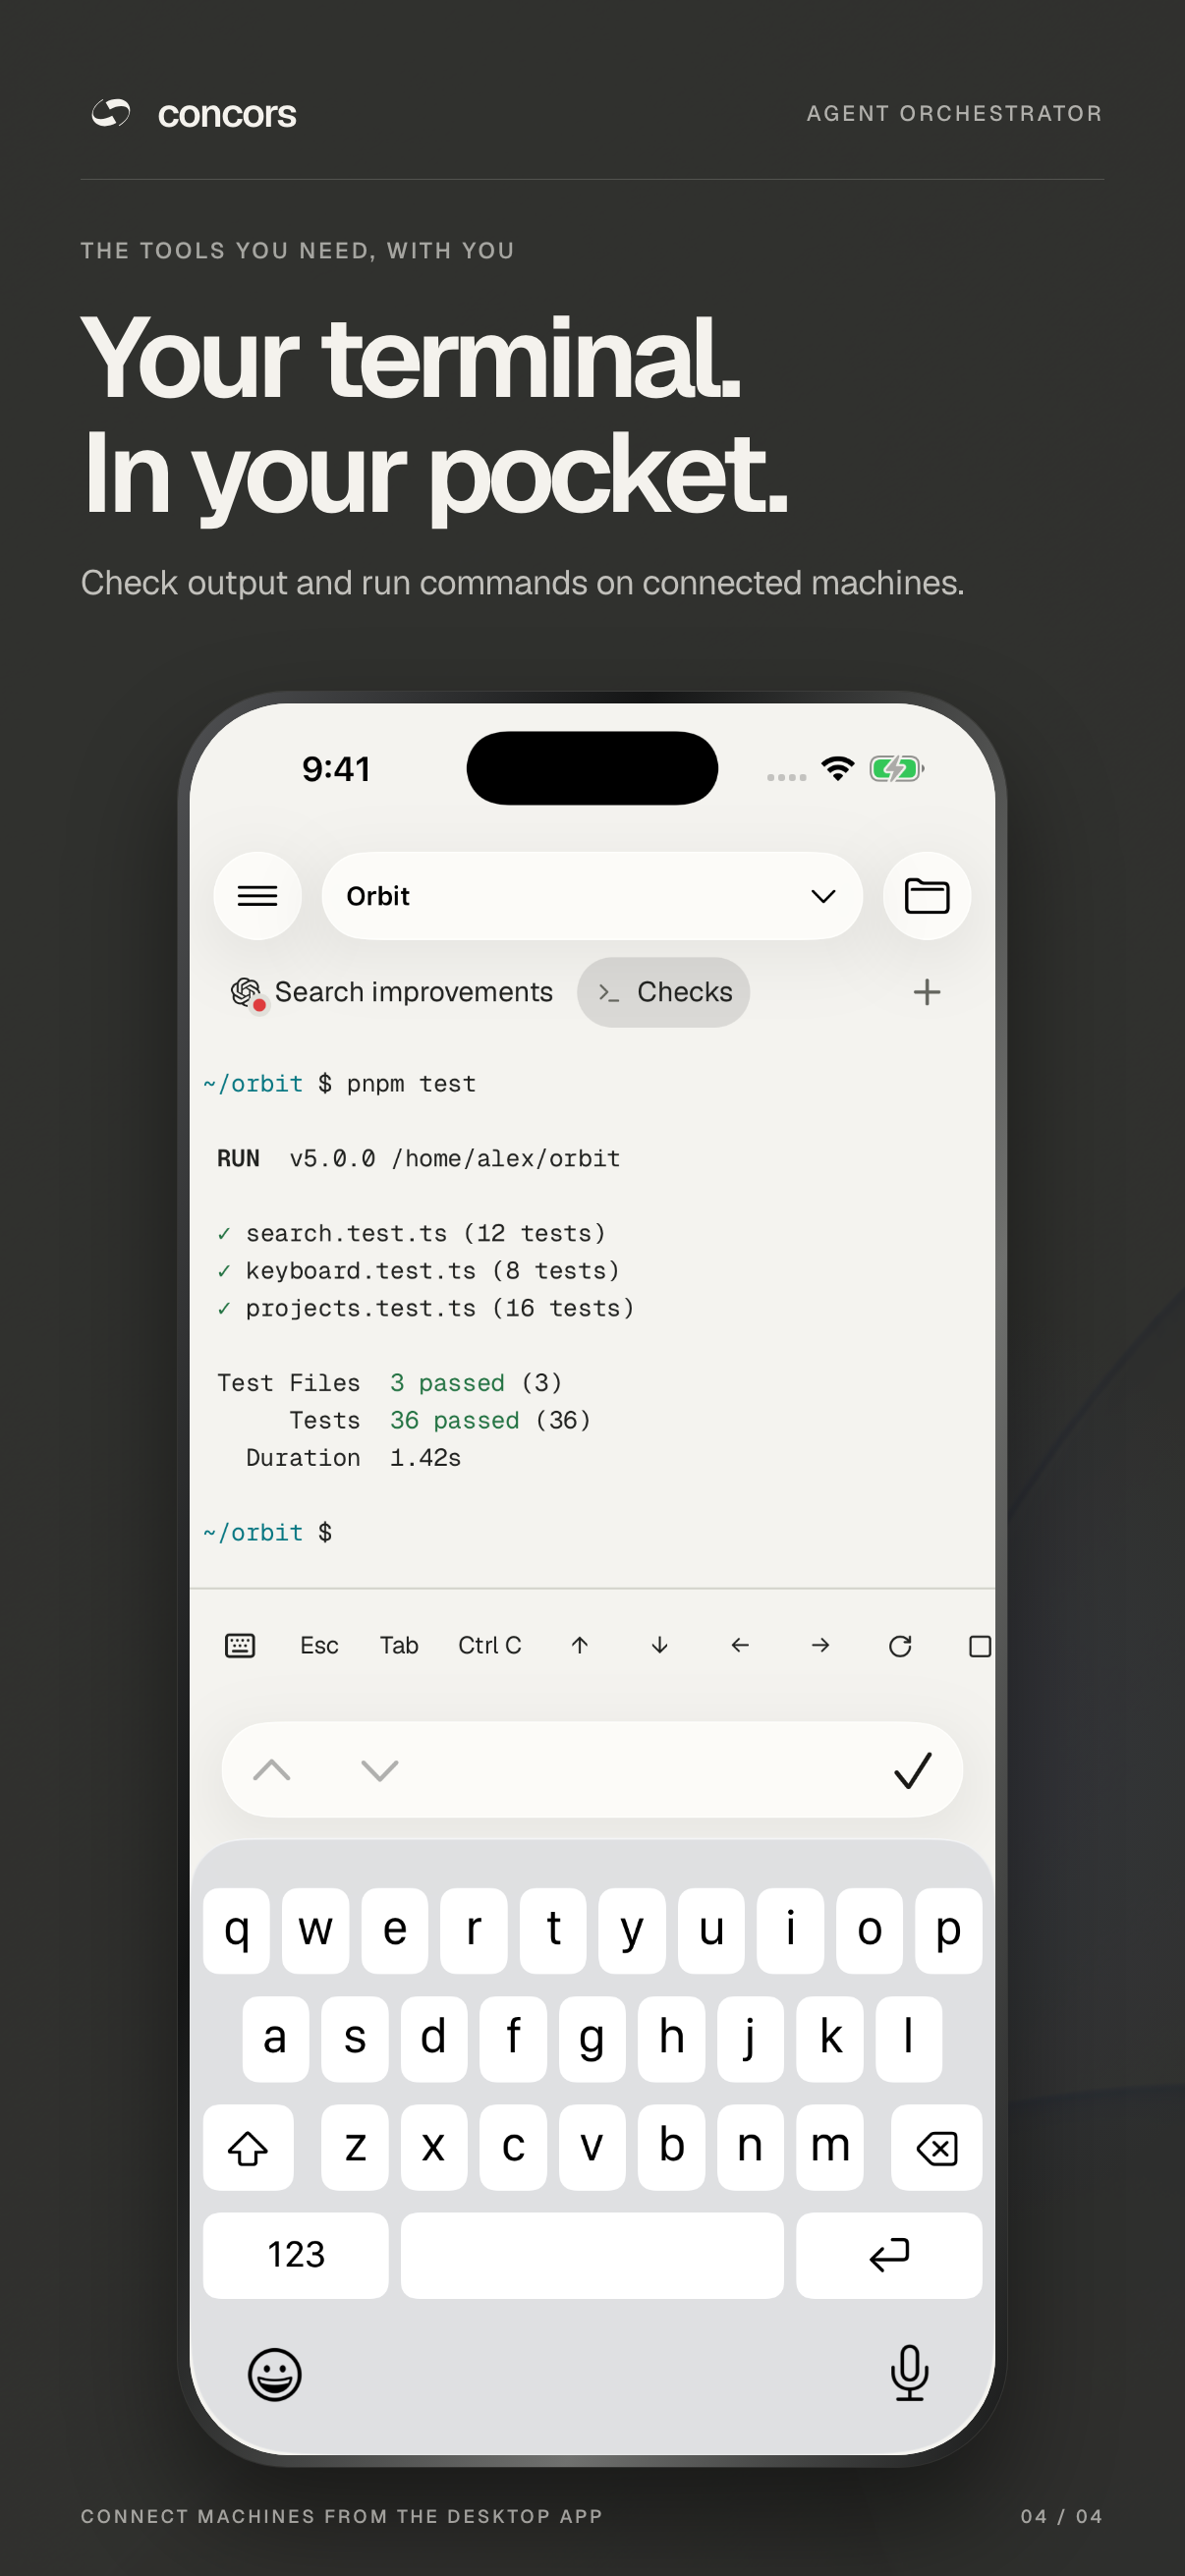 concors
AGENT ORCHESTRATOR
THE TOOLS YOU NEED, WITH YOU
Your terminal.
In your pocket.
Check output and run commands on connected machines.
9:41
Orbit
Search improvements
>_ Checks
~/orbit $ pnpm test
RUN v5.0.0 /home/alex/orbit
✓ search.test.ts (12 tests)
✓ keyboard.test.ts (8 tests)
✓ projects.test.ts (16 tests)
Test Files 3 passed (3)
Tests 36 passed (36)
Duration 1.42s
~/orbit $
Esc Tab Ctrl C ↑ ↓ ← →
q w e r t y u i o p
a s d f g h j k l
z x c v b n m
123
CONNECT MACHINES FROM THE DESKTOP APP
04 / 04